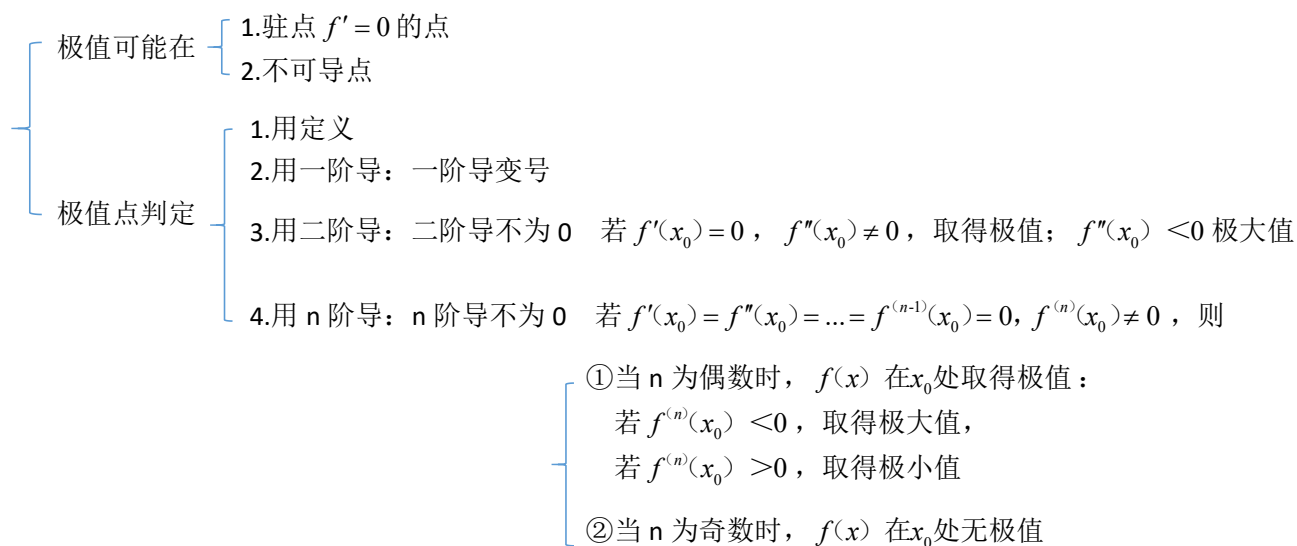 极值可能在
1.驻点 f′=0 的点
2.不可导点
极值点判定
1.用定义
2.用一阶导：一阶导变号
3.用二阶导：二阶导不为 0 若 f′(x₀)=0，f″(x₀)≠0，取得极值；f″(x₀)＜0 极大值
4.用 n 阶导：n 阶导不为 0 若 f′(x₀)=f″(x₀)=...=f⁽ⁿ⁻¹⁾(x₀)=0, f⁽ⁿ⁾(x₀)≠0，则
①当 n 为偶数时，f(x) 在x₀处取得极值：
若 f⁽ⁿ⁾(x₀)＜0，取得极大值，
若 f⁽ⁿ⁾(x₀)＞0，取得极小值
②当 n 为奇数时，f(x) 在x₀处无极值